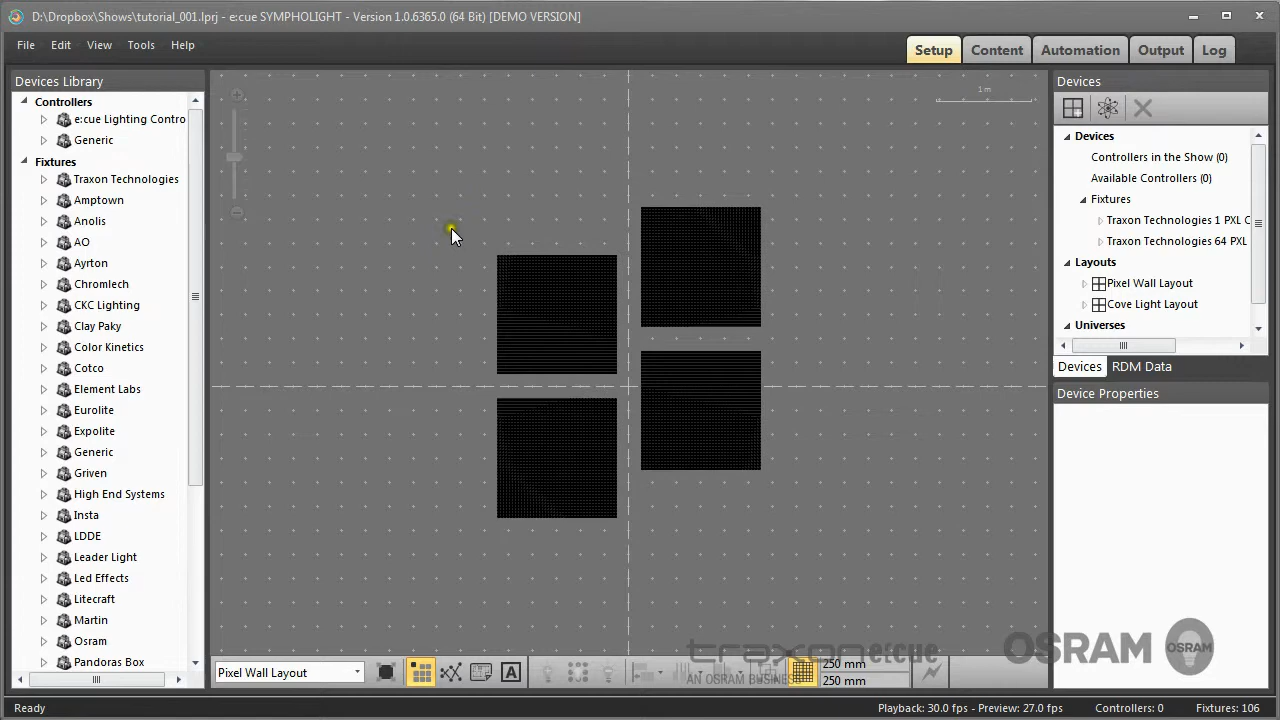 D:\Dropbox\Shows\tutorial_001.lprj - e:cue SYMPHOLIGHT - Version 1.0.6365.0 (64 Bit) [DEMO VERSION]
File Edit View Tools Help
Setup Content Automation Output Log
Devices Library
Controllers
e:cue Lighting Contro
Generic
Fixtures
Traxon Technologies
Amptown
Anolis
AO
Ayrton
Chromlech
CKC Lighting
Clay Paky
Color Kinetics
Cotco
Element Labs
Eurolite
Expolite
Generic
Griven
High End Systems
Insta
LDDE
Leader Light
Led Effects
Litecraft
Martin
Osram
Pandoras Box
1 m
Devices
Devices
Controllers in the Show (0)
Available Controllers (0)
Fixtures
Traxon Technologies 1 PXL C
Traxon Technologies 64 PXL
Layouts
Pixel Wall Layout
Cove Light Layout
Universes
Devices RDM Data
Device Properties
traxon e:cue
AN OSRAM BUSINESS
OSRAM
OSRAM
Pixel Wall Layout
A
250 mm
250 mm
Ready
Playback: 30.0 fps - Preview: 27.0 fps Controllers: 0 Fixtures: 106